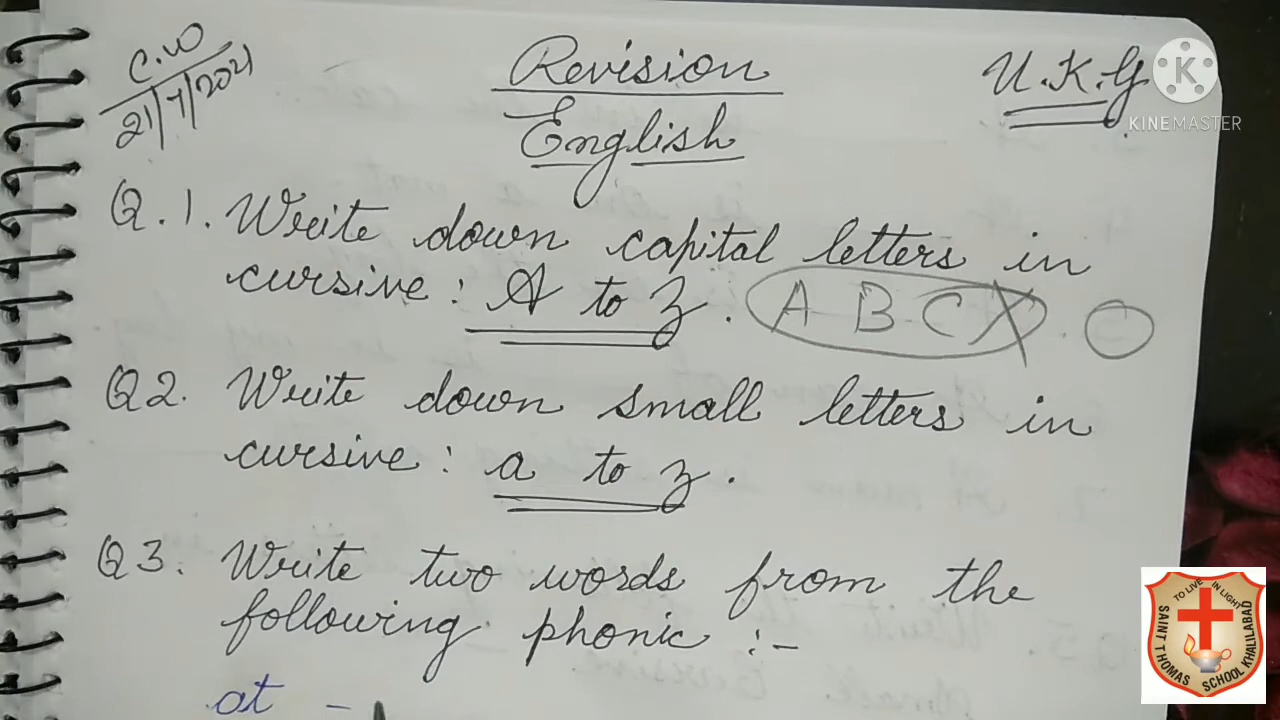 C.W
21/7/2021
Revision
U.K.G
English
KINEMASTER
Q.1. Write down capital letters in
cursive: A to Z. A B C X
Q2. Write down small letters in
cursive: a to z.
Q3. Write two words from the
following phonic :-
at -
TO LIVE IN LIGHT
SAINT THOMAS SCHOOL KHALILABAD